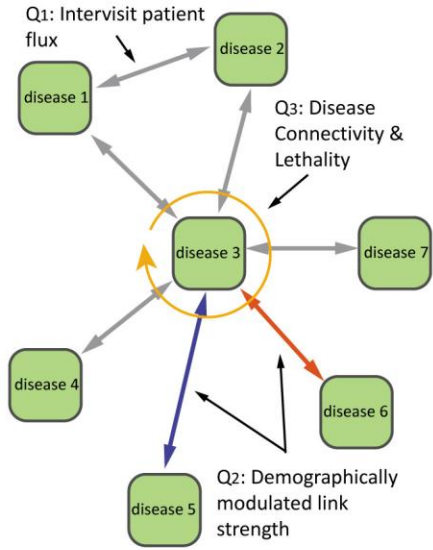 Q1: Intervisit patient
flux
disease 2
disease 1
Q3: Disease
Connectivity &
Lethality
disease 3
disease 7
disease 4
disease 6
Q2: Demographically
modulated link
strength
disease 5